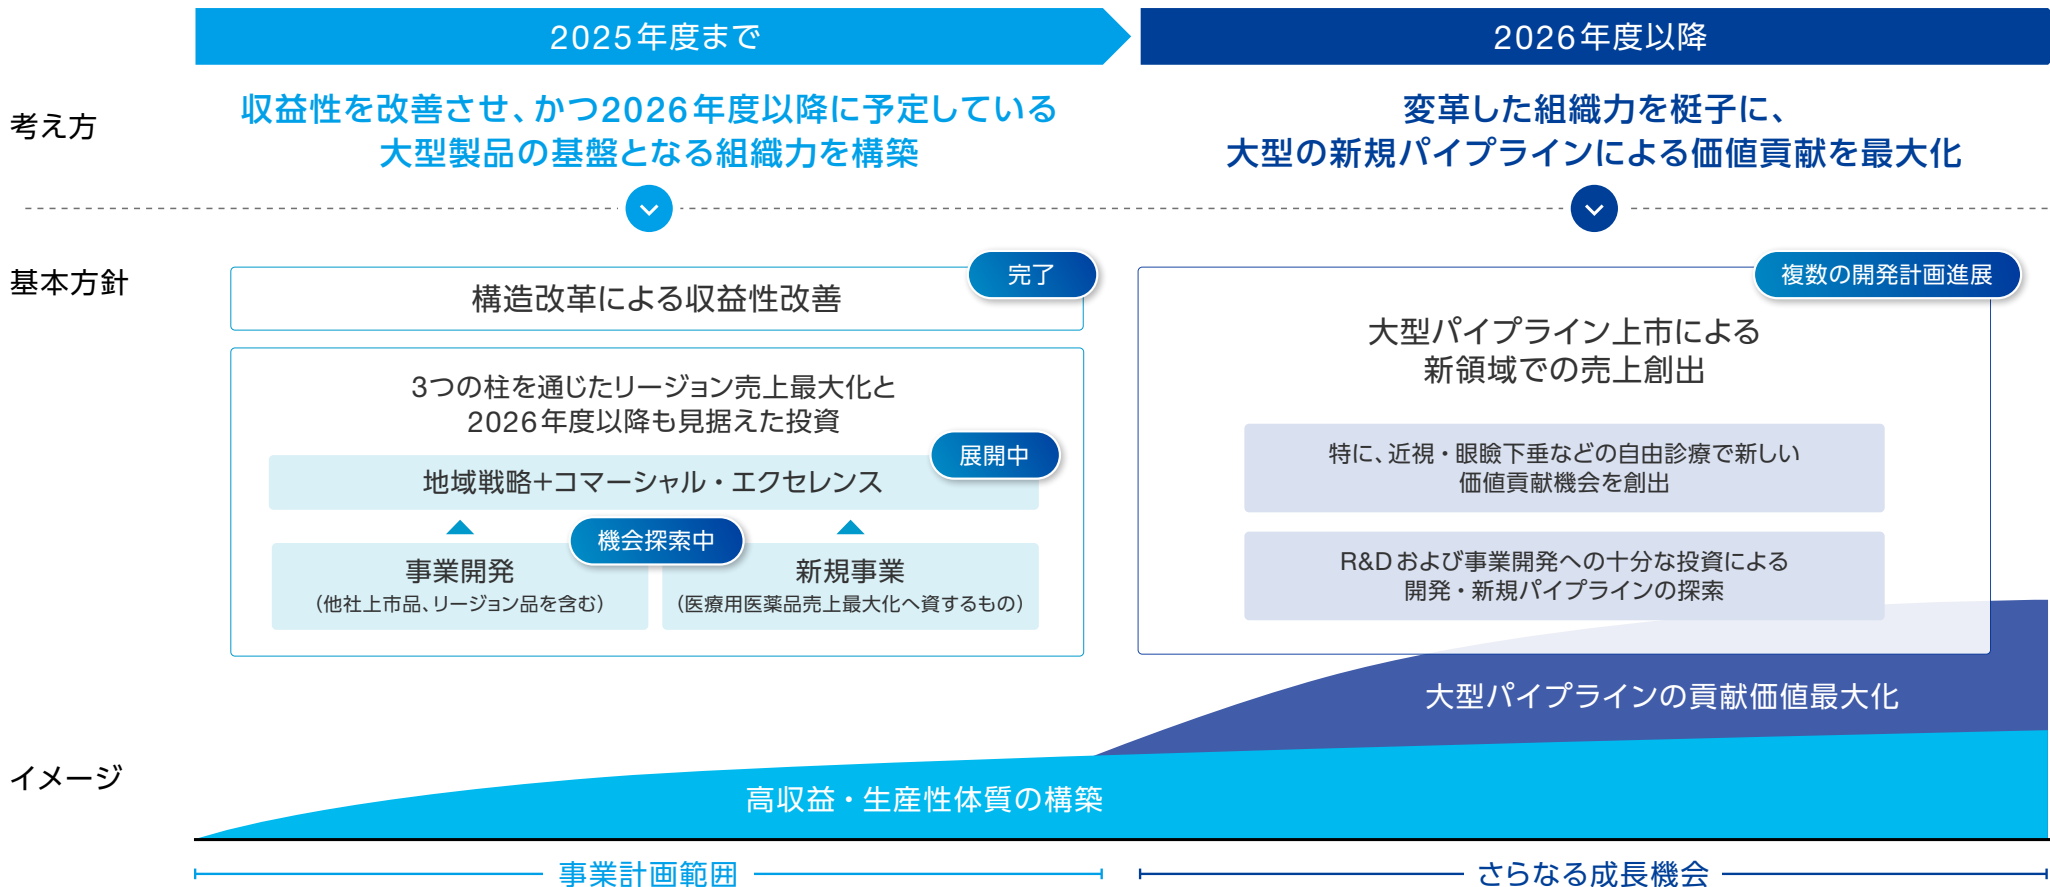 2025年度まで
2026年度以降
考え方
収益性を改善させ、かつ2026年度以降に予定している
大型製品の基盤となる組織力を構築
変革した組織力を梃子に、
大型の新規パイプラインによる価値貢献を最大化
基本方針
完了
構造改革による収益性改善
3つの柱を通じたリージョン売上最大化と
2026年度以降も見据えた投資
展開中
地域戦略+コマーシャル・エクセレンス
機会探索中
事業開発
(他社上市品、リージョン品を含む)
新規事業
(医療用医薬品売上最大化へ資するもの)
複数の開発計画進展
大型パイプライン上市による
新領域での売上創出
特に、近視・眼瞼下垂などの自由診療で新しい
価値貢献機会を創出
R&Dおよび事業開発への十分な投資による
開発・新規パイプラインの探索
イメージ
大型パイプラインの貢献価値最大化
高収益・生産性体質の構築
事業計画範囲
さらなる成長機会